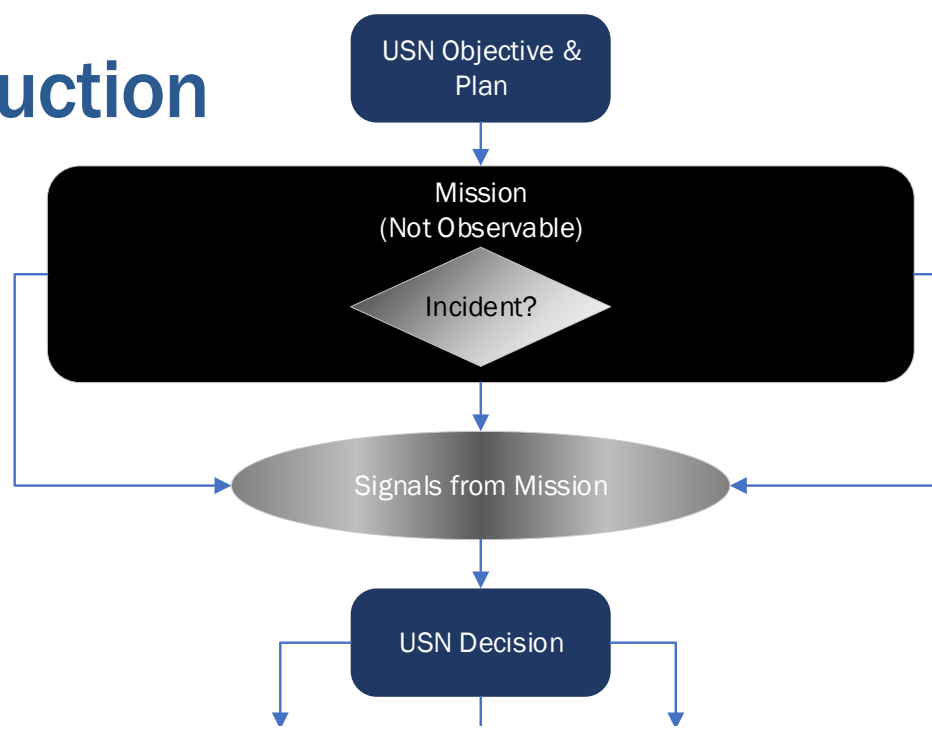 uction
USN Objective &
Plan
Mission
(Not Observable)
Incident?
Signals from Mission
USN Decision